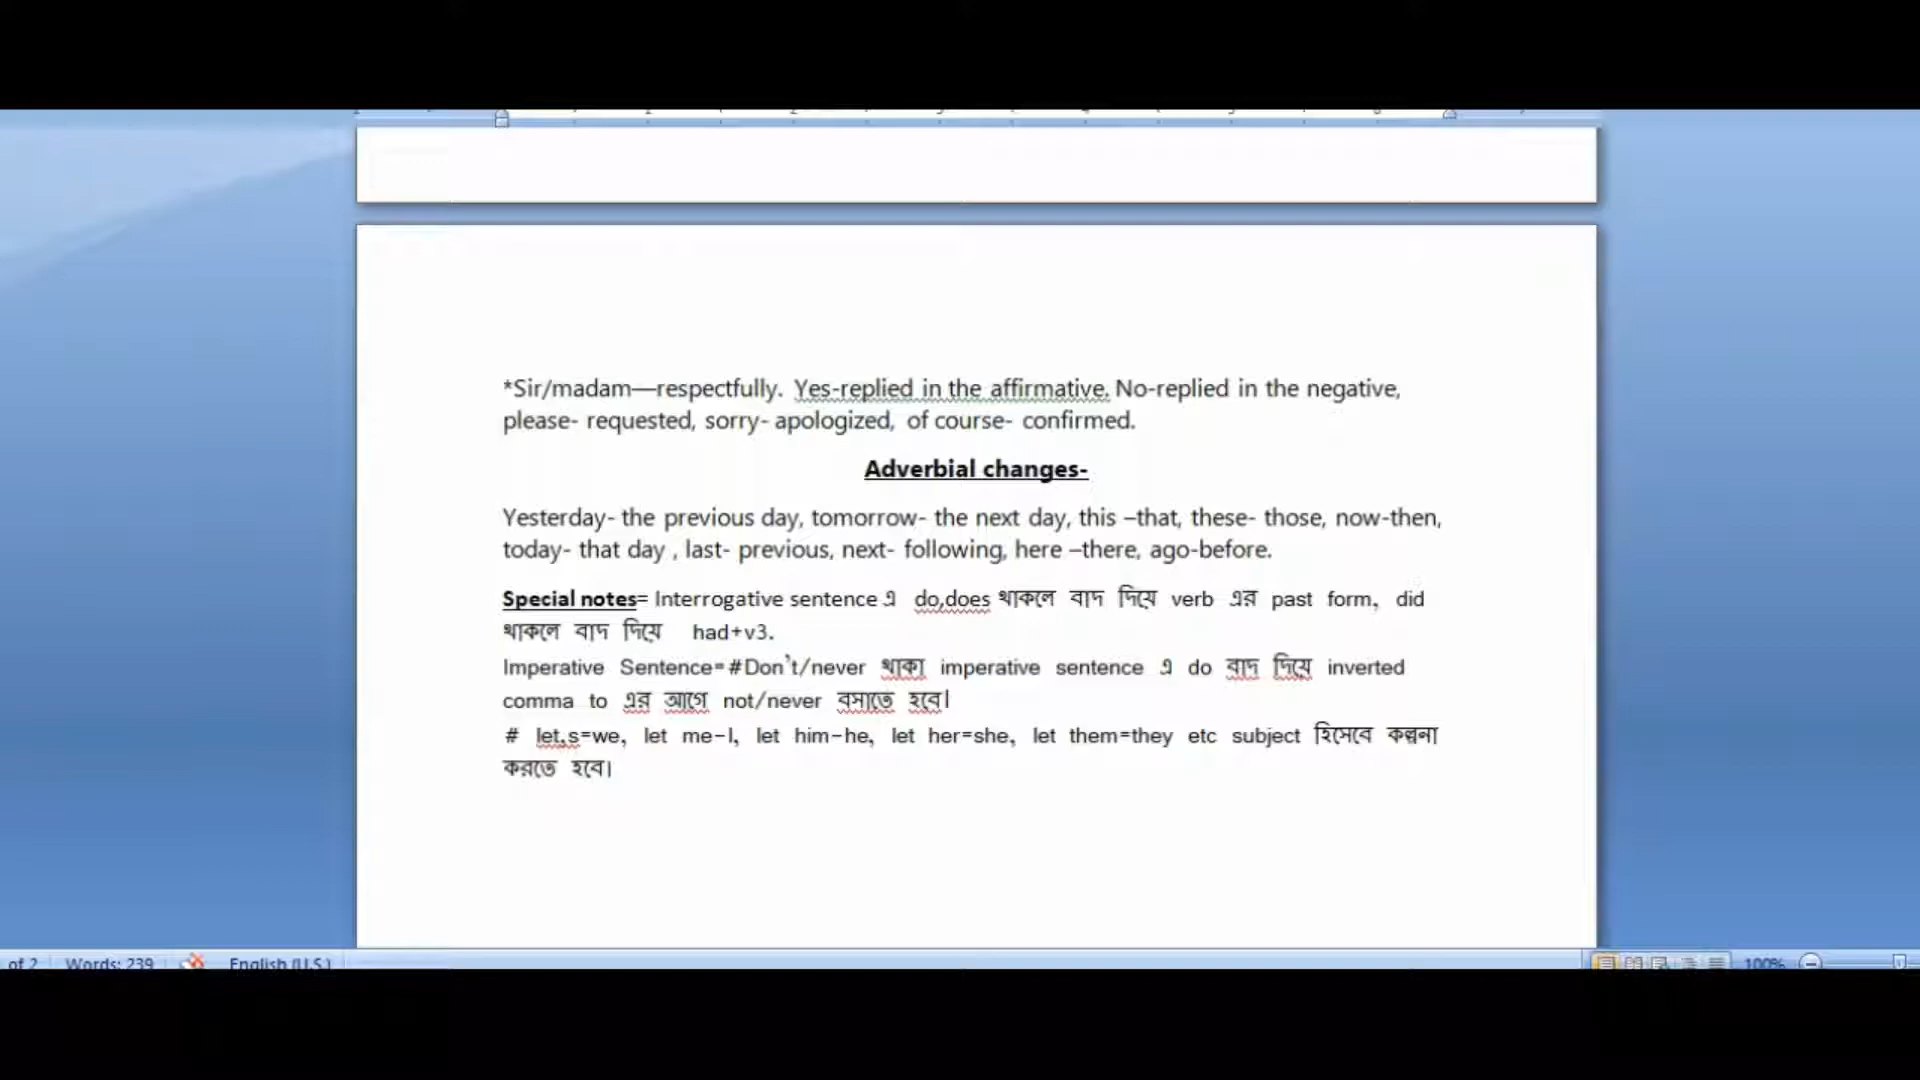 *Sir/madam—respectfully. Yes-replied in the affirmative. No-replied in the negative,
please- requested, sorry- apologized, of course- confirmed.
Adverbial changes-
Yesterday- the previous day, tomorrow- the next day, this –that, these- those, now-then,
today- that day , last- previous, next- following, here –there, ago-before.
Special notes= Interrogative sentence এ do,does থাকলে বাদ দিয়ে verb এর past form, did
থাকলে বাদ দিয়ে had+v3.
Imperative Sentence=#Don't/never থাকা imperative sentence এ do বাদ দিয়ে inverted
comma to এর আগে not/never বসাতে হবে।
# let,s=we, let me-I, let him-he, let her=she, let them=they etc subject হিসেবে কল্পনা
করতে হবে।
of 2 Words: 239 English (U.S.) 100%